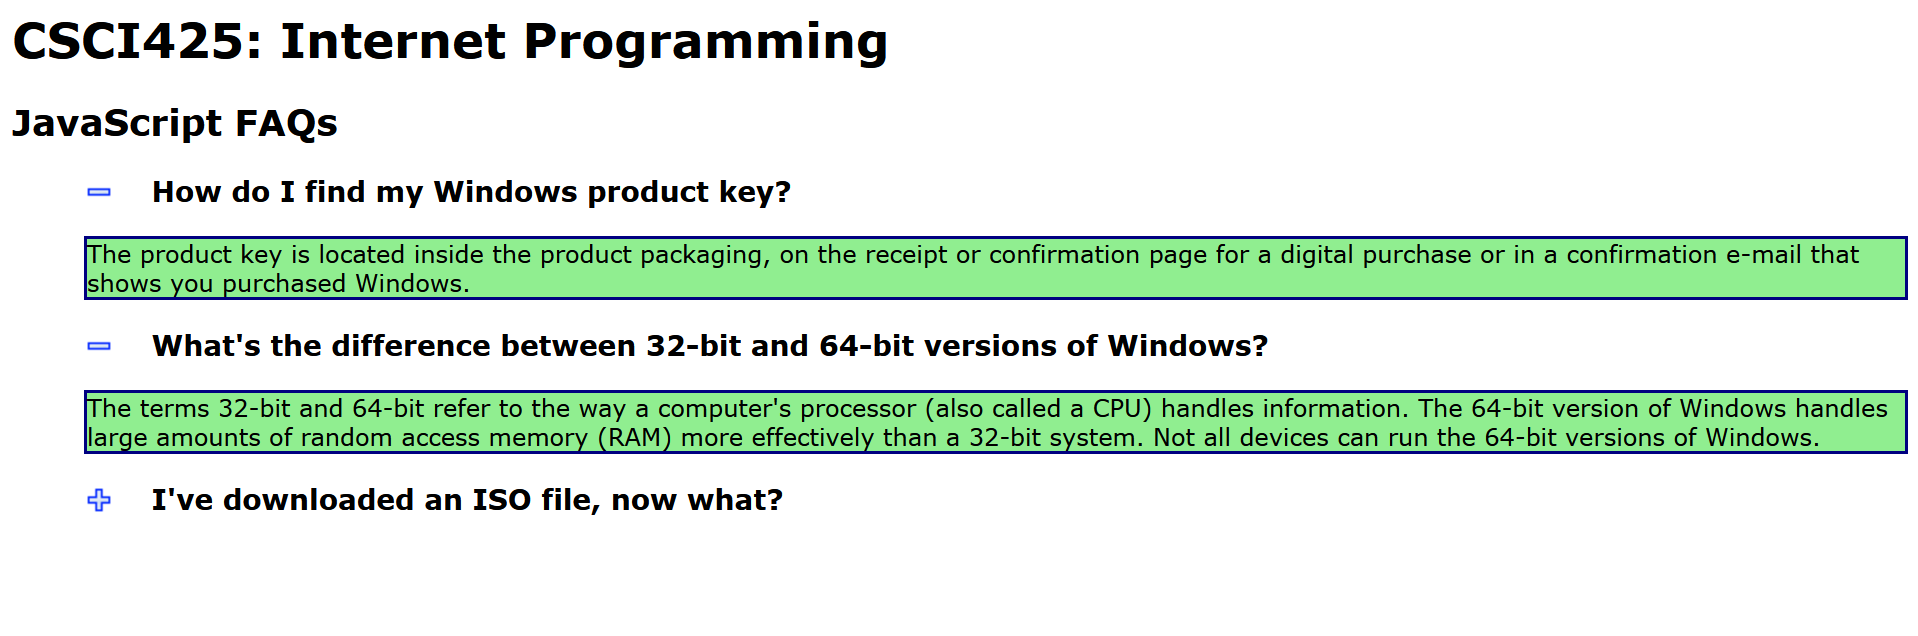 CSCI425: Internet Programming
JavaScript FAQs
How do I find my Windows product key?
The product key is located inside the product packaging, on the receipt or confirmation page for a digital purchase or in a confirmation e-mail that
shows you purchased Windows.
What's the difference between 32-bit and 64-bit versions of Windows?
The terms 32-bit and 64-bit refer to the way a computer's processor (also called a CPU) handles information. The 64-bit version of Windows handles
large amounts of random access memory (RAM) more effectively than a 32-bit system. Not all devices can run the 64-bit versions of Windows.
I've downloaded an ISO file, now what?